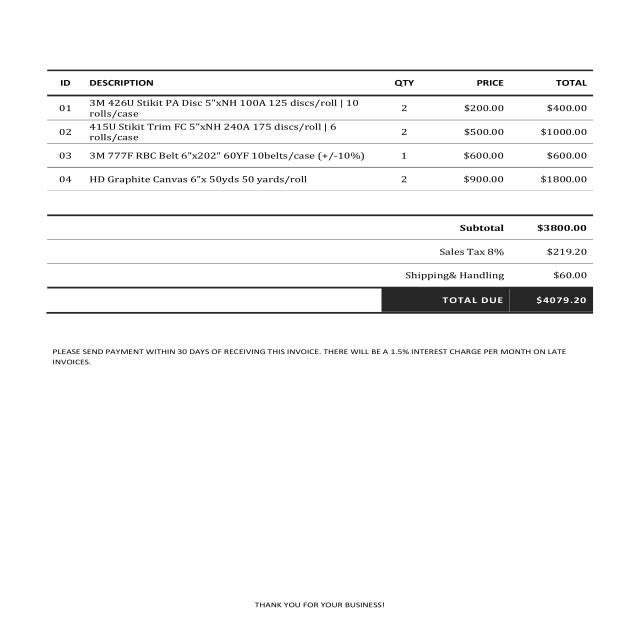 ID DESCRIPTION QTY PRICE TOTAL
01 3M 426U Stikit PA Disc 5"xNH 100A 125 discs/roll | 10 2 $200.00 $400.00
rolls/case
02 415U Stikit Trim FC 5"xNH 240A 175 discs/roll | 6 2 $500.00 $1000.00
rolls/case
03 3M 777F RBC Belt 6"x202" 60YF 10belts/case (+/-10%) 1 $600.00 $600.00
04 HD Graphite Canvas 6"x 50yds 50 yards/roll 2 $900.00 $1800.00
Subtotal $3800.00
Sales Tax 8% $219.20
Shipping& Handling $60.00
TOTAL DUE $4079.20
PLEASE SEND PAYMENT WITHIN 30 DAYS OF RECEIVING THIS INVOICE. THERE WILL BE A 1.5% INTEREST CHARGE PER MONTH ON LATE
INVOICES.
THANK YOU FOR YOUR BUSINESS!